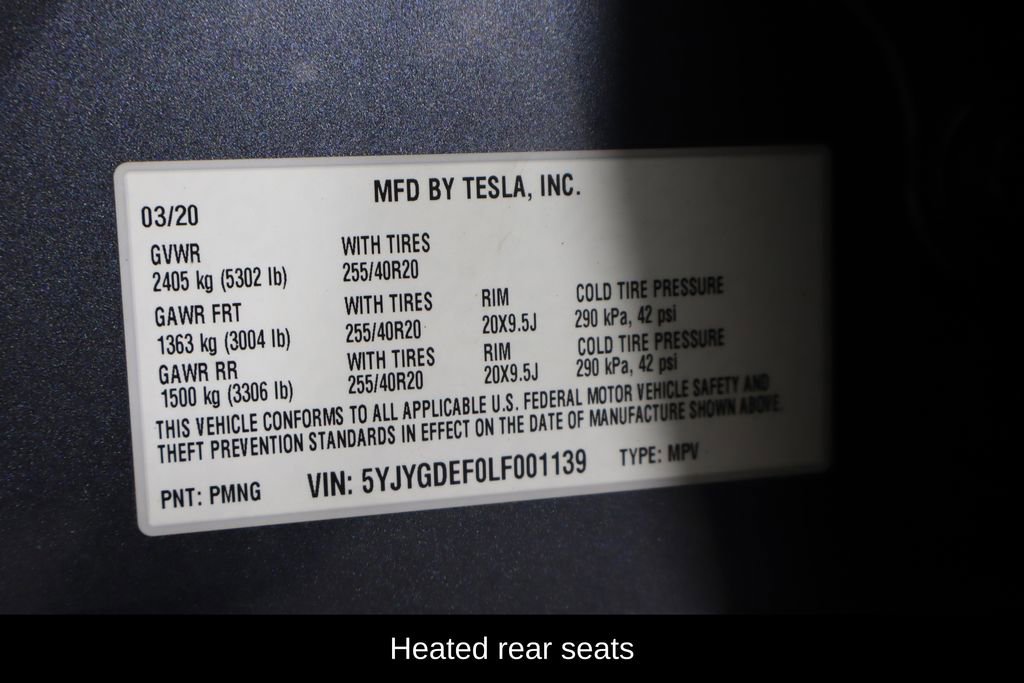 MFD BY TESLA, INC.
03/20
GVWR WITH TIRES
2405 kg (5302 lb) 255/40R20
GAWR FRT WITH TIRES RIM COLD TIRE PRESSURE
1363 kg (3004 lb) 255/40R20 20X9.5J 290 kPa, 42 psi
GAWR RR WITH TIRES RIM COLD TIRE PRESSURE
1500 kg (3306 lb) 255/40R20 20X9.5J 290 kPa, 42 psi
THIS VEHICLE CONFORMS TO ALL APPLICABLE U.S. FEDERAL MOTOR VEHICLE SAFETY AND
THEFT PREVENTION STANDARDS IN EFFECT ON THE DATE OF MANUFACTURE SHOWN ABOVE.
PNT: PMNG VIN: 5YJYGDEF0LF001139 TYPE: MPV
Heated rear seats